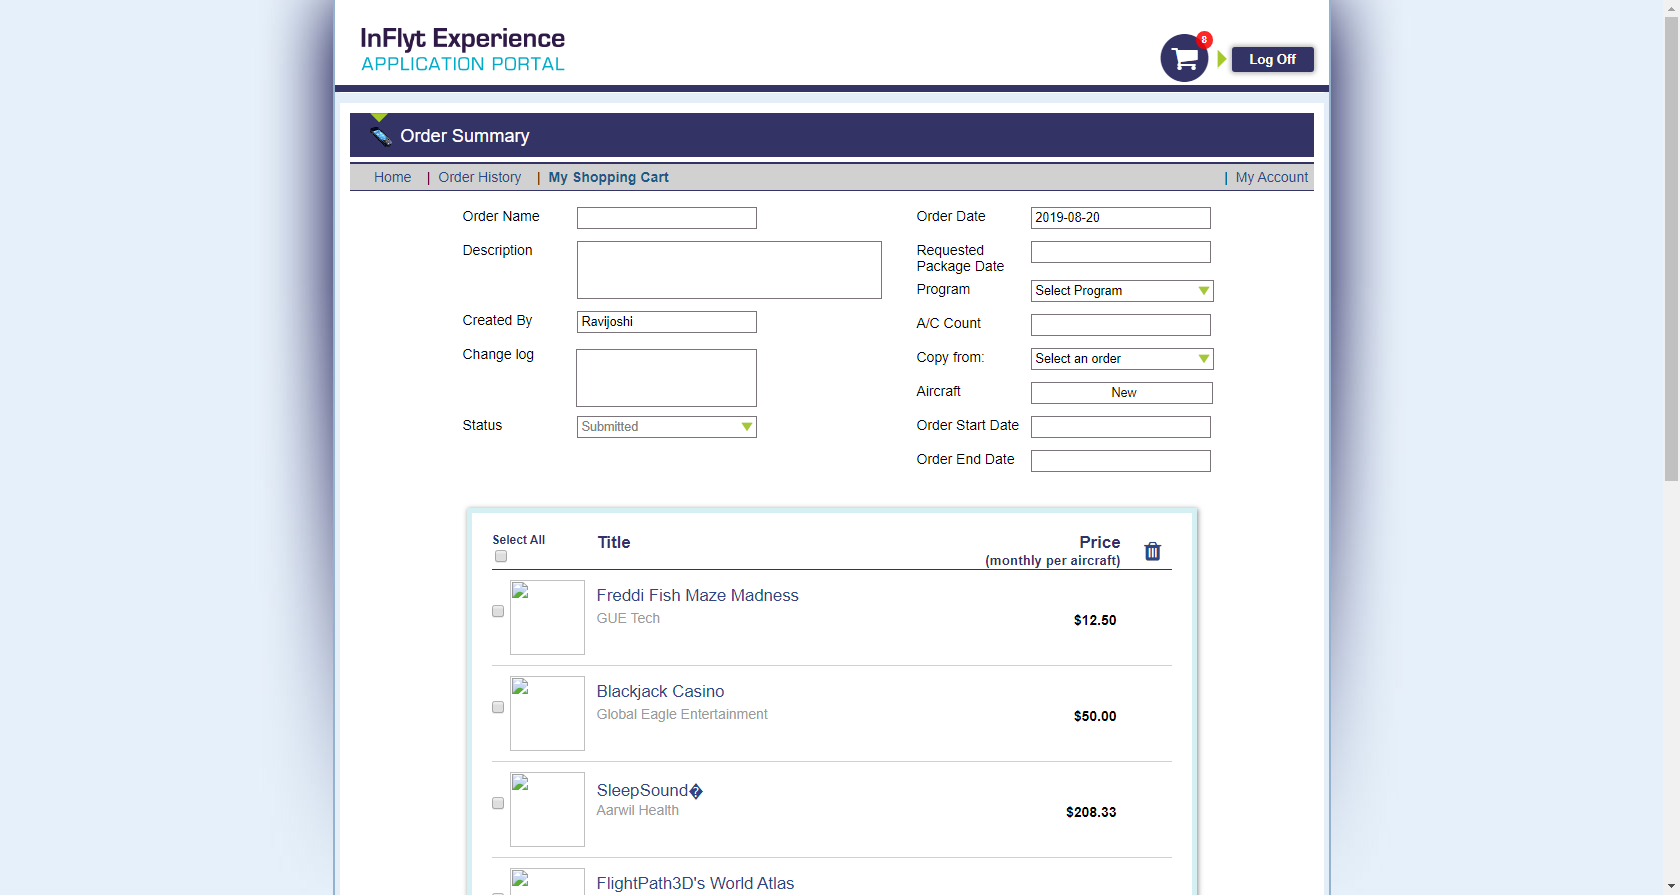 InFlyt Experience
APPLICATION PORTAL
8
Log Off
Order Summary
Home | Order History | My Shopping Cart | My Account
Order Name
Description
Created By Ravijoshi
Change log
Status Submitted
Order Date 2019-08-20
Requested
Package Date
Program Select Program
A/C Count
Copy from: Select an order
Aircraft New
Order Start Date
Order End Date
Select All Title Price
(monthly per aircraft)
Freddi Fish Maze Madness
GUE Tech
$12.50
Blackjack Casino
Global Eagle Entertainment
$50.00
SleepSound�
Aarwil Health
$208.33
FlightPath3D's World Atlas